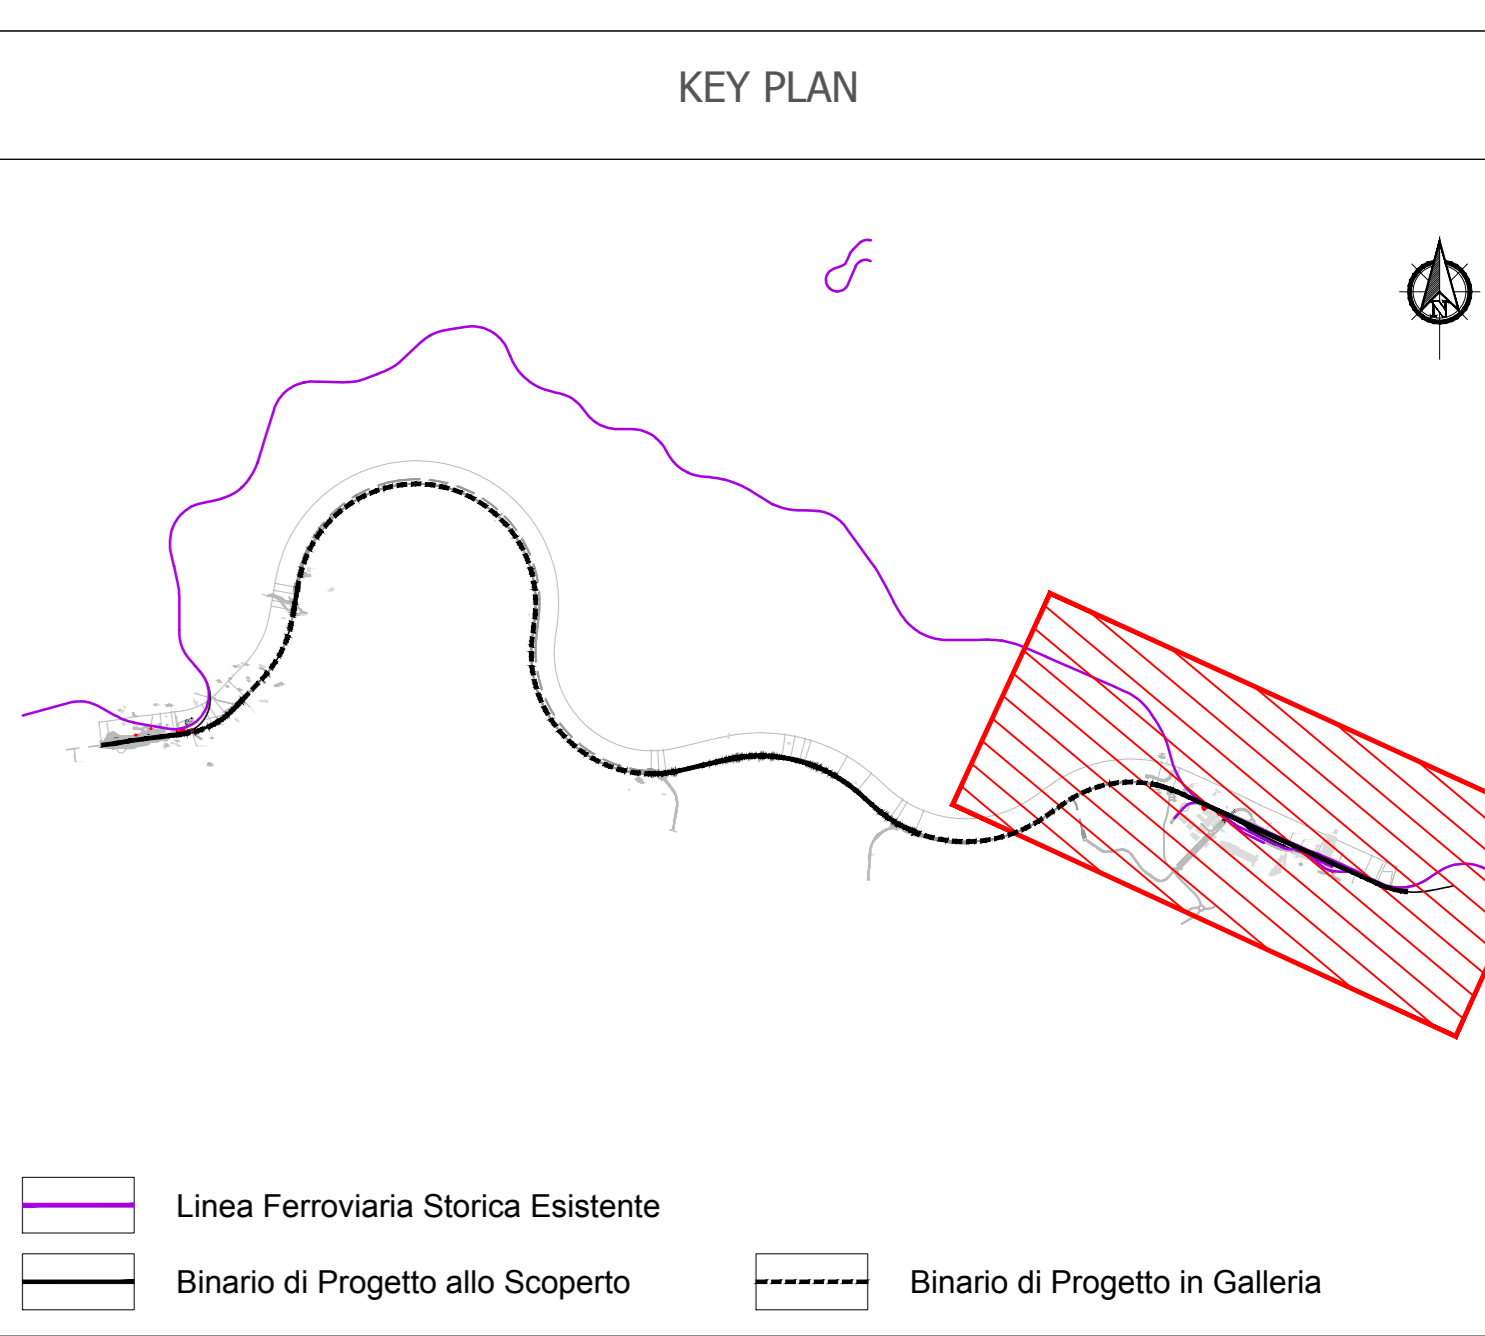 KEY PLAN
N
Linea Ferroviaria Storica Esistente
Binario di Progetto allo Scoperto
Binario di Progetto in Galleria